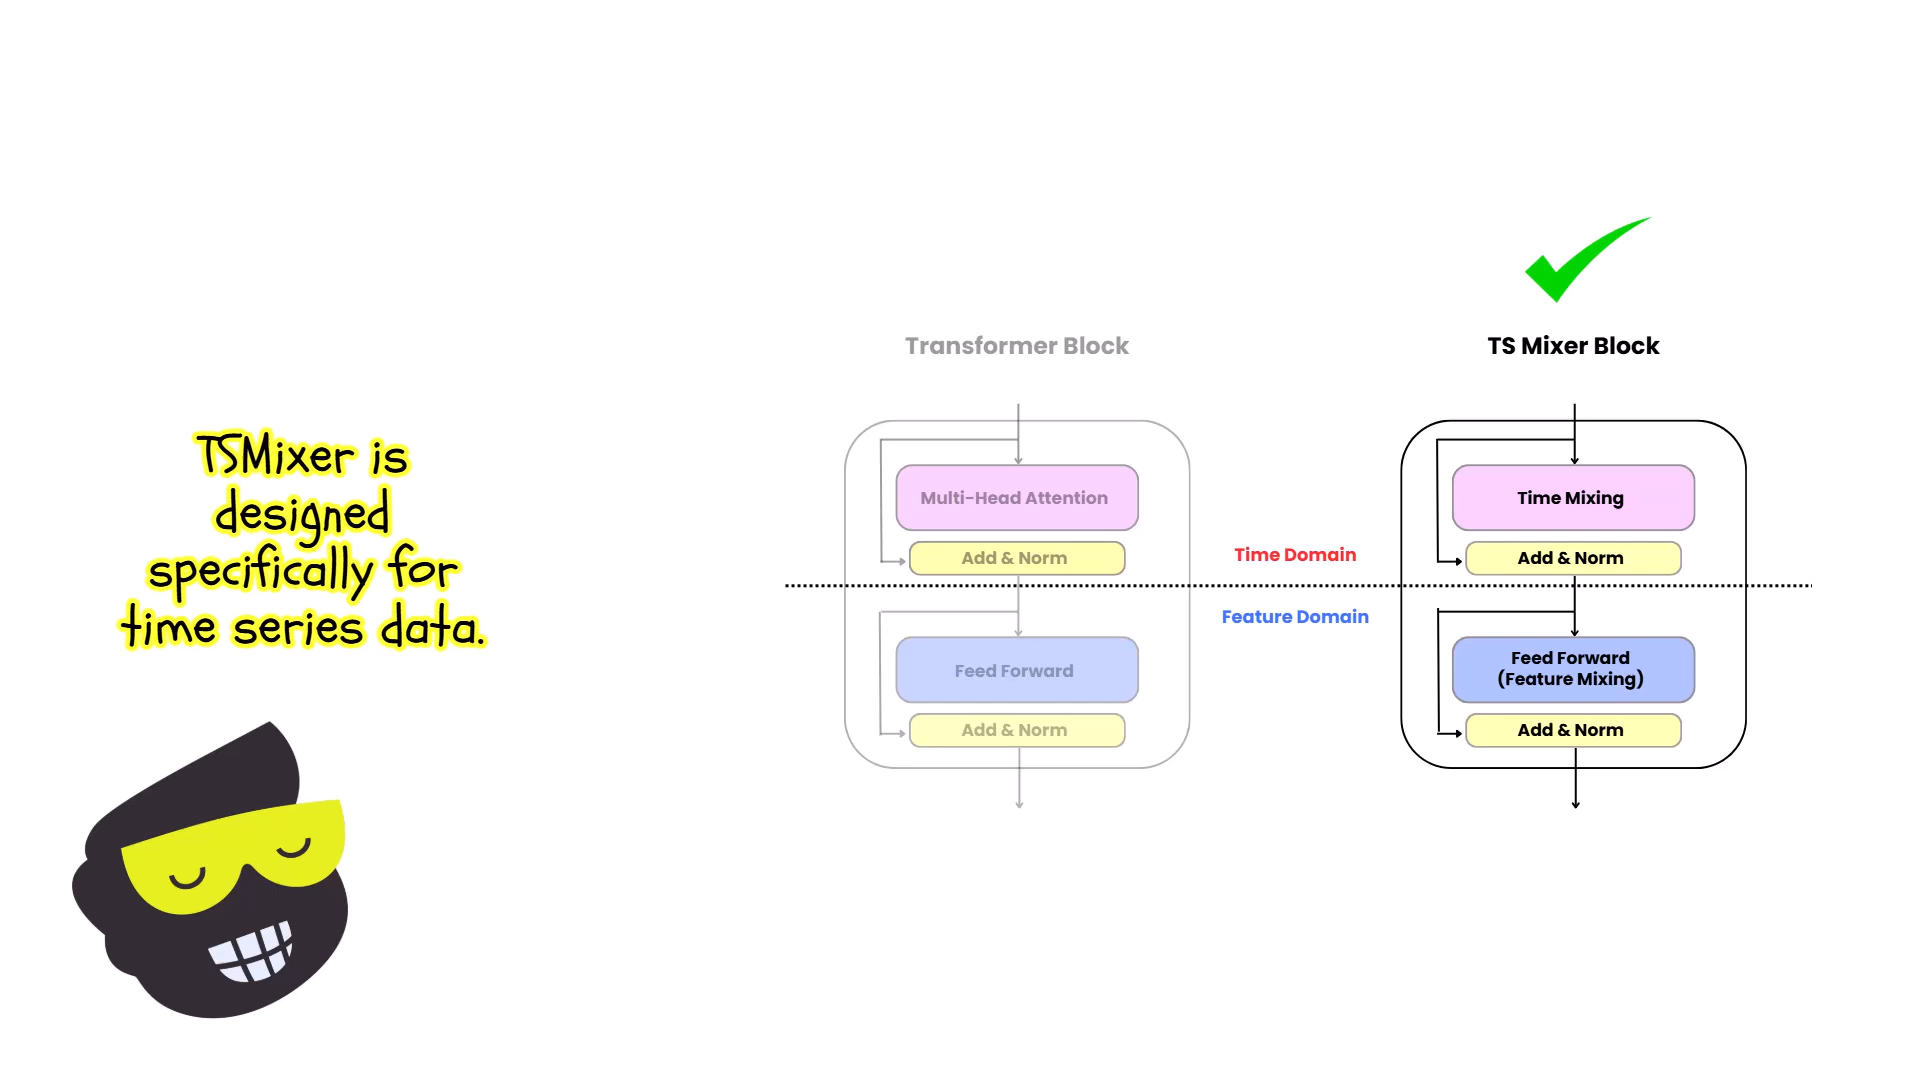 TSMixer is
designed
specifically for
time series data.
Transformer Block
Multi-Head Attention
Add & Norm
Feed Forward
Add & Norm
Time Domain
Feature Domain
TS Mixer Block
Time Mixing
Add & Norm
Feed Forward
(Feature Mixing)
Add & Norm